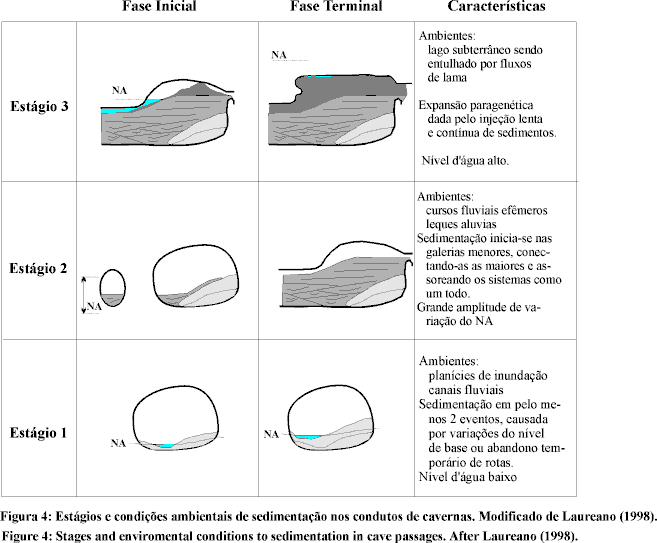 Fase Inicial Fase Terminal Características
Estágio 3
NA
NA
Ambientes:
lago subterrâneo sendo
entulhado por fluxos
de lama
Expansão paragenética
dada pelo injeção lenta
e contínua de sedimentos.
Nível d'água alto.
Estágio 2
NA
Ambientes:
cursos fluviais efêmeros
leques aluvias
Sedimentação inicia-se nas
galerias menores, conec-
tando-as as maiores e as-
soreando os sistemas como
um todo.
Grande amplitude de va-
riação do NA
Estágio 1
NA
NA
Ambientes:
planícies de inundação
canais fluviais
Sedimentação em pelo me-
nos 2 eventos, causada
por variações do nível
de base ou abandono tem-
porário de rotas.
Nível d'água baixo
Figura 4: Estágios e condições ambientais de sedimentação nos condutos de cavernas. Modificado de Laureano (1998).
Figure 4: Stages and enviromental conditions to sedimentation in cave passages. After Laureano (1998).